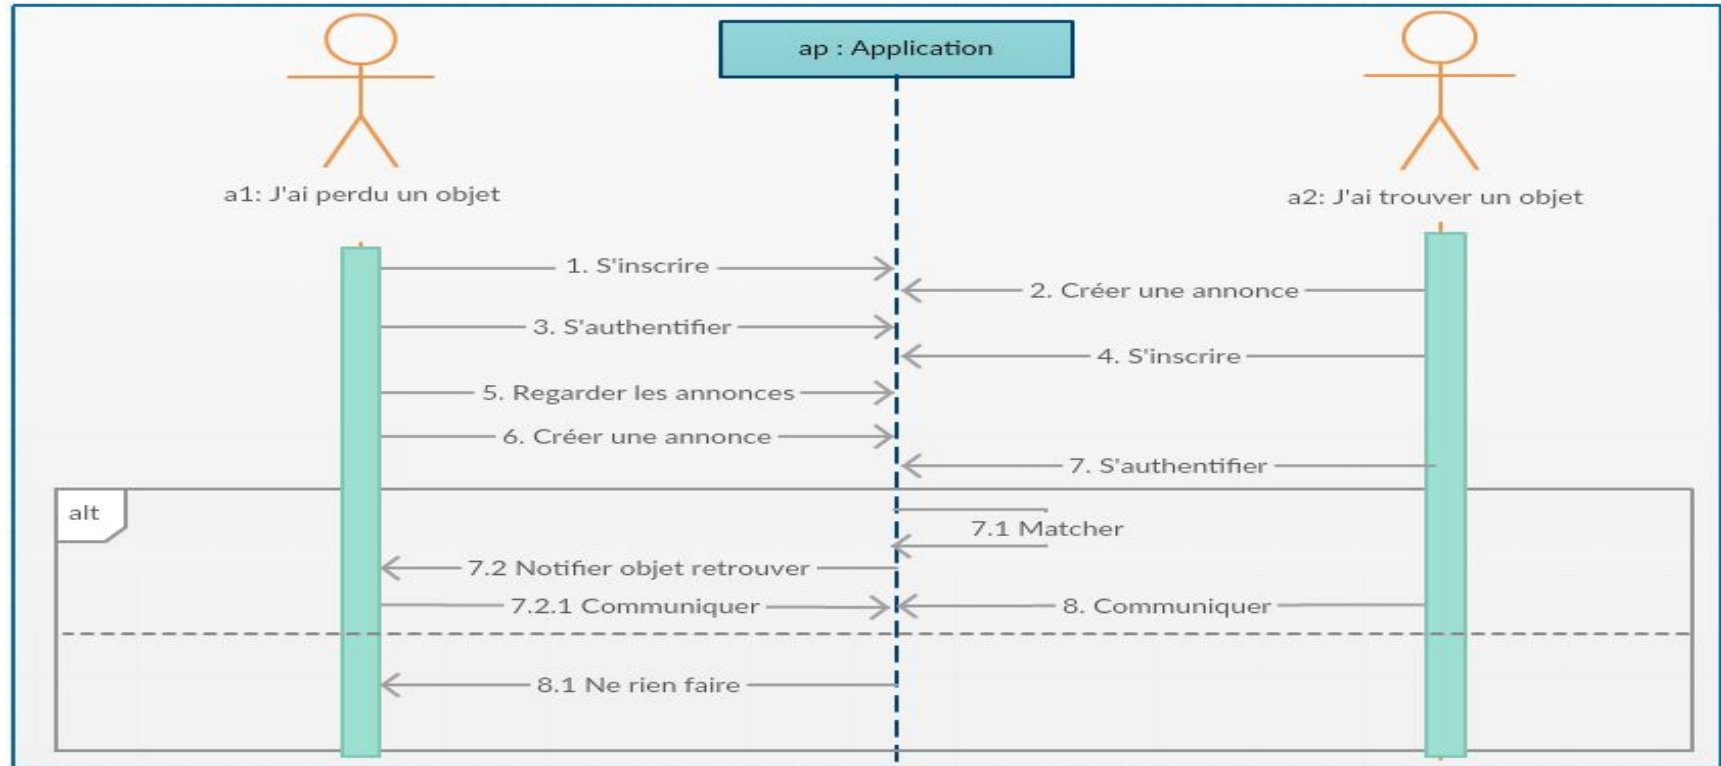 ap : Application
a1: J'ai perdu un objet
a2: J'ai trouver un objet
1. S'inscrire
2. Créer une annonce
3. S'authentifier
4. S'inscrire
5. Regarder les annonces
6. Créer une annonce
7. S'authentifier
alt
7.1 Matcher
7.2 Notifier objet retrouver
7.2.1 Communiquer
8. Communiquer
8.1 Ne rien faire